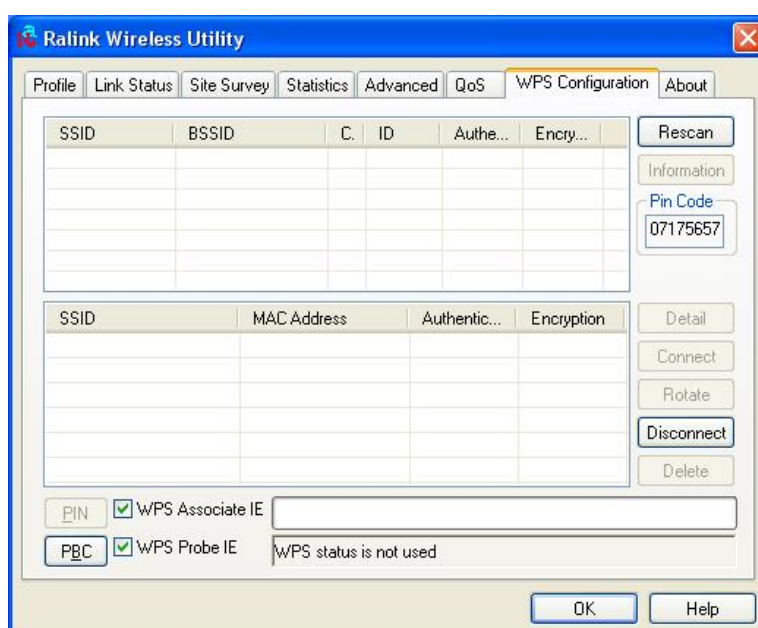 Ralink Wireless Utility
Profile Link Status Site Survey Statistics Advanced QoS WPS Configuration About
SSID BSSID C. ID Authe... Encry...
Rescan
Information
Pin Code
07175657
SSID MAC Address Authentic... Encryption
Detail
Connect
Rotate
Disconnect
Delete
PIN WPS Associate IE
PBC WPS Probe IE WPS status is not used
OK Help